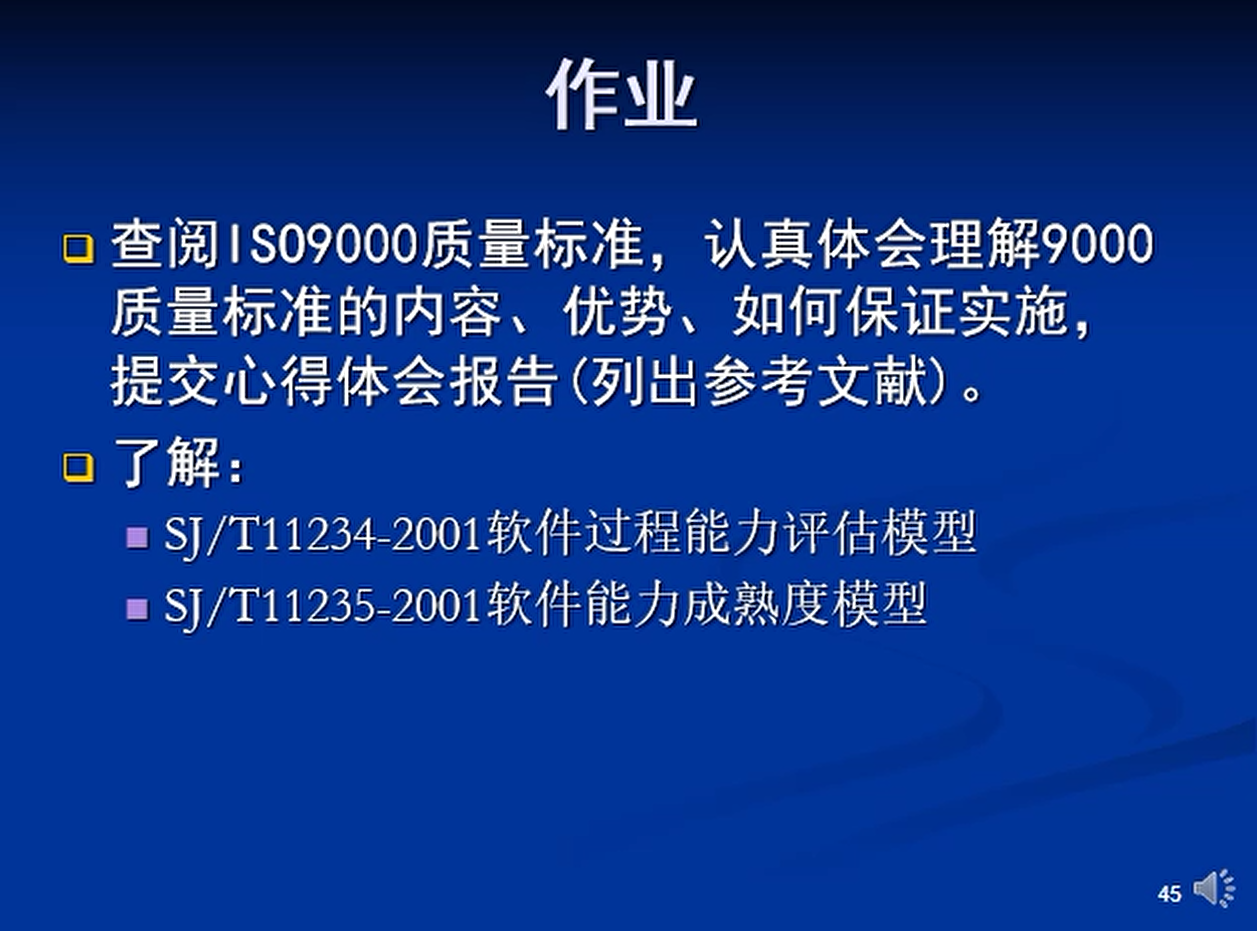 作业
查阅ISO9000质量标准，认真体会理解9000
质量标准的内容、优势、如何保证实施，
提交心得体会报告(列出参考文献)。
了解：
SJ/T11234-2001软件过程能力评估模型
SJ/T11235-2001软件能力成熟度模型
45